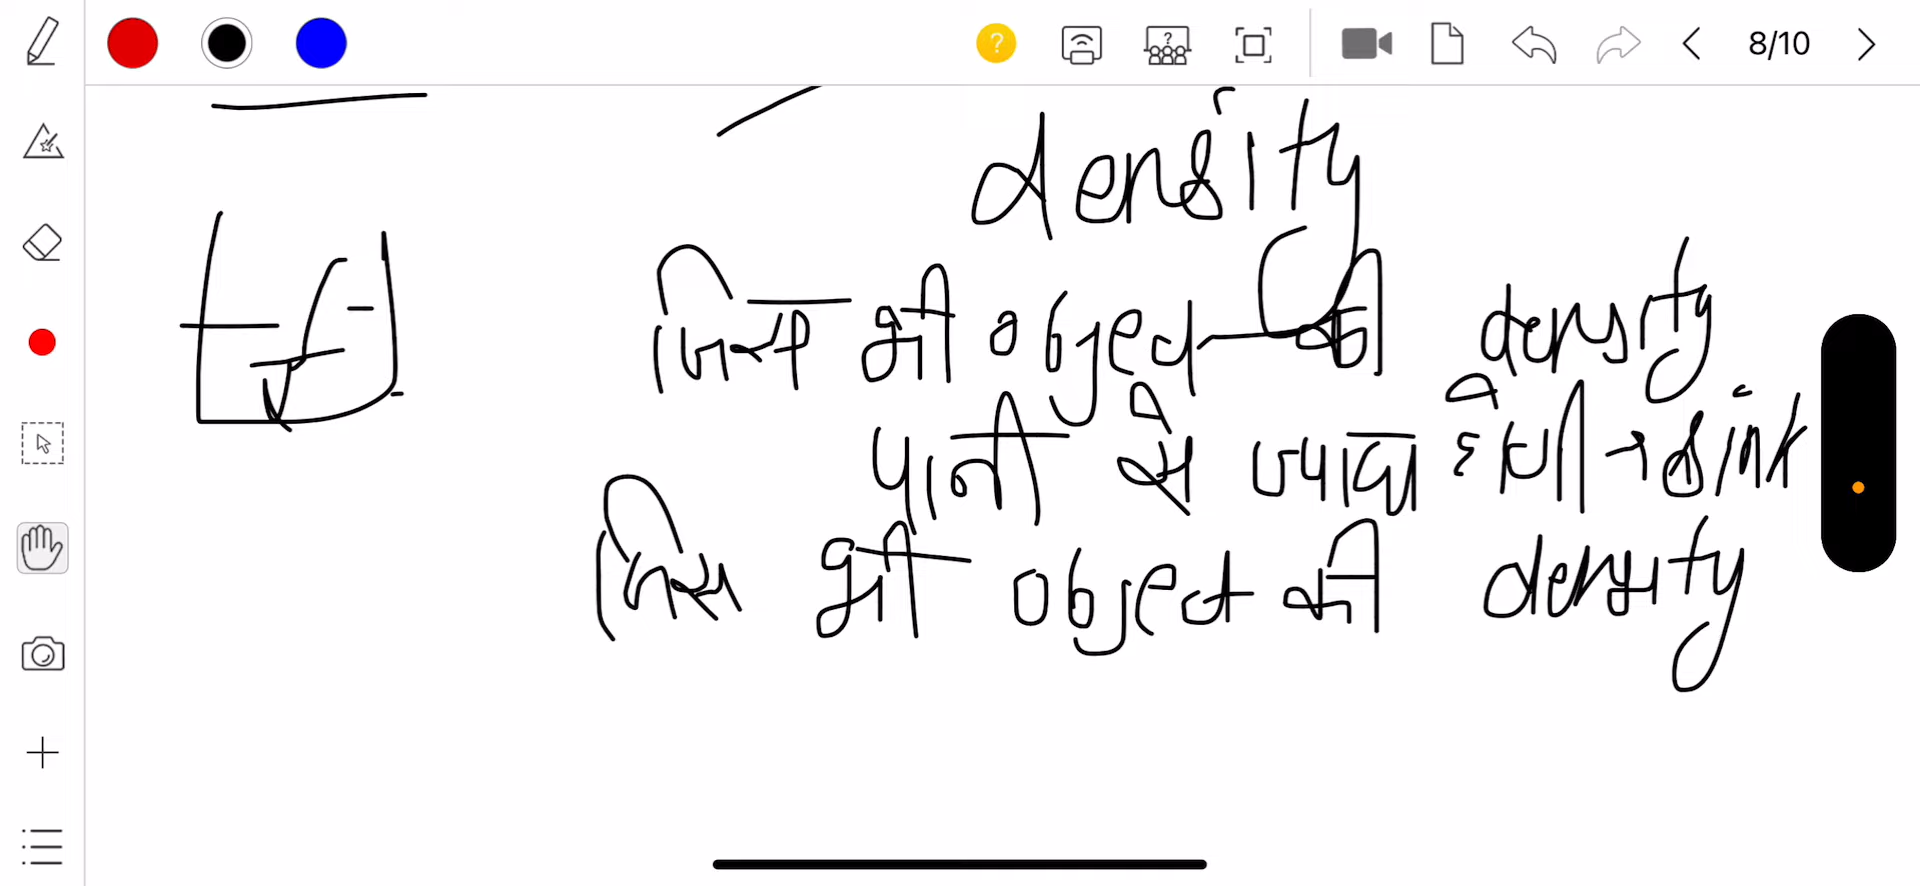 8/10
density
जिस भी object की density
पानी से ज्यादा होगी → sink
जिस भी object की density